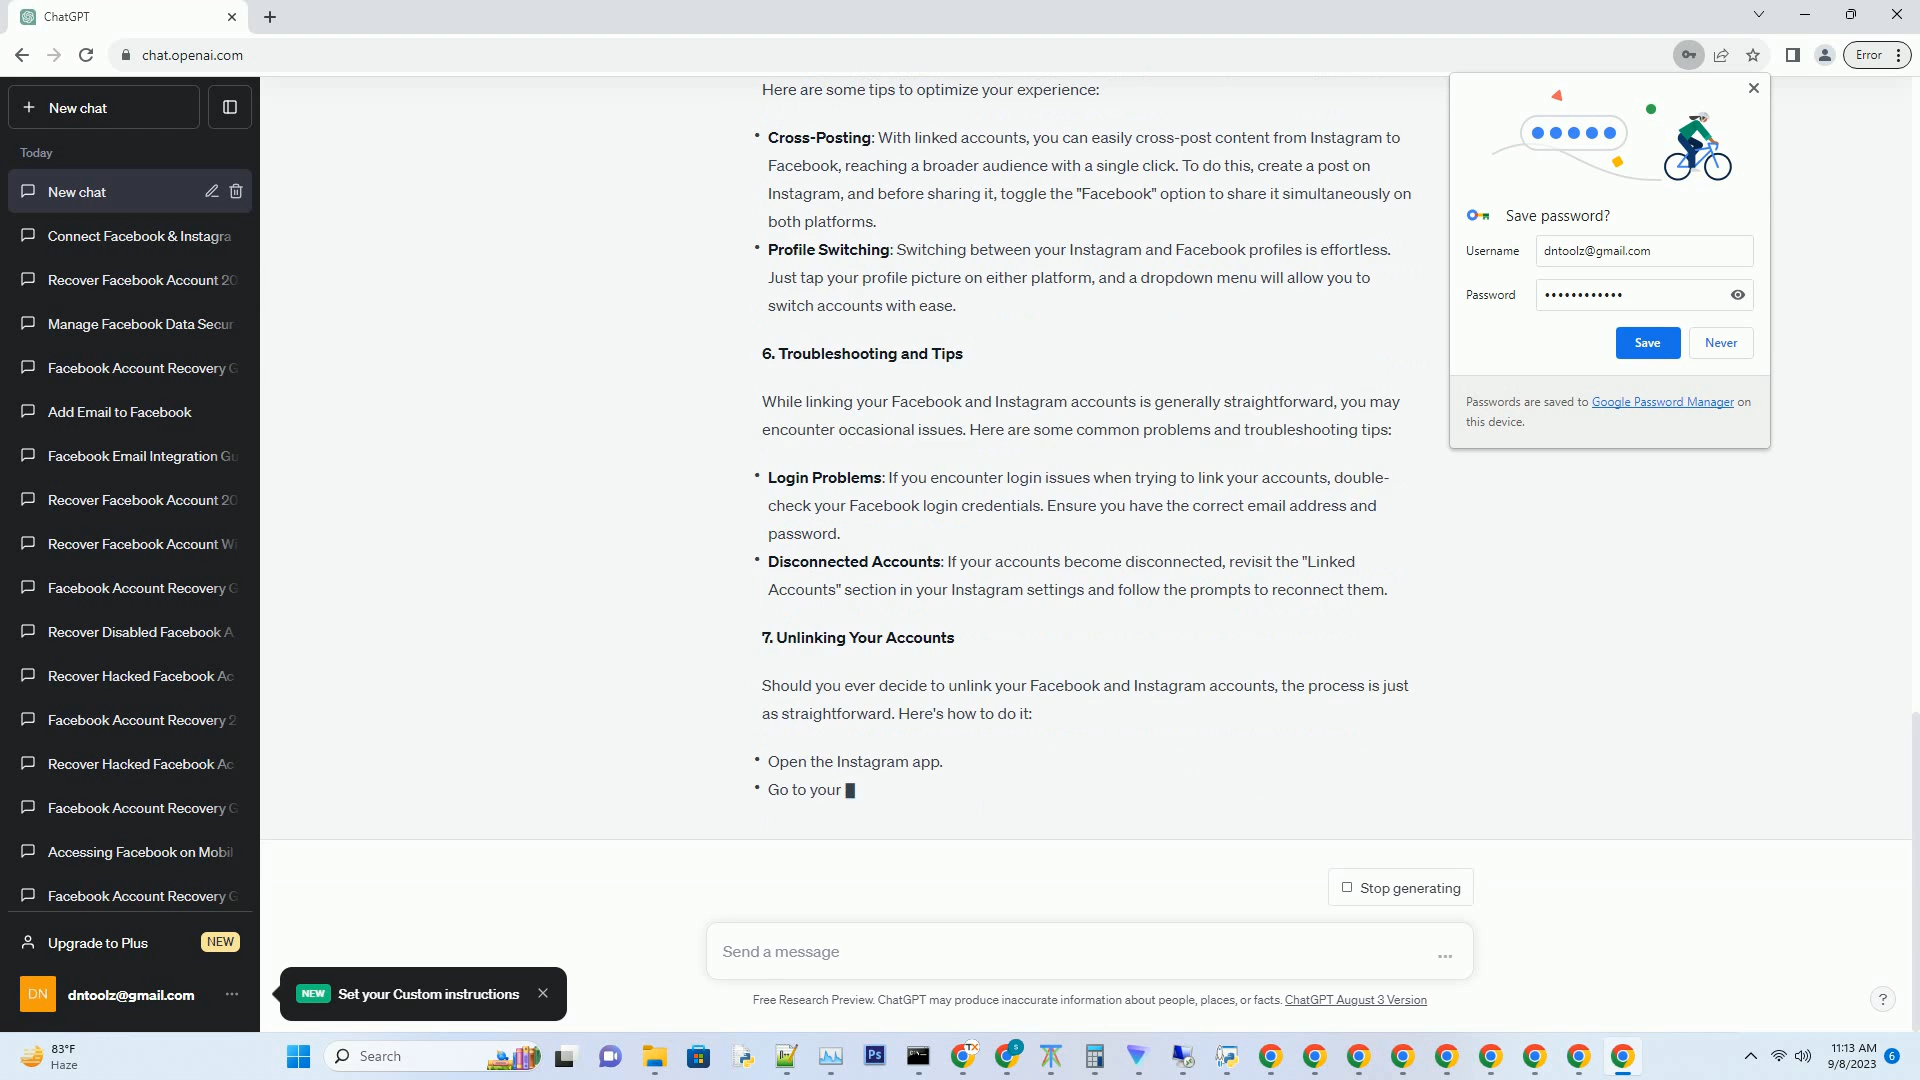 ChatGPT
chat.openai.com
Error
New chat
Today
New chat
Connect Facebook & Instagra
Recover Facebook Account 20
Manage Facebook Data Secur
Facebook Account Recovery G
Add Email to Facebook
Facebook Email Integration Gu
Recover Facebook Account 20
Recover Facebook Account Wi
Facebook Account Recovery G
Recover Disabled Facebook A
Recover Hacked Facebook Ac
Facebook Account Recovery 2
Recover Hacked Facebook Ac
Facebook Account Recovery G
Accessing Facebook on Mobil
Facebook Account Recovery G
Upgrade to Plus NEW
DN dntoolz@gmail.com
Here are some tips to optimize your experience:
• Cross-Posting: With linked accounts, you can easily cross-post content from Instagram to
Facebook, reaching a broader audience with a single click. To do this, create a post on
Instagram, and before sharing it, toggle the "Facebook" option to share it simultaneously on
both platforms.
• Profile Switching: Switching between your Instagram and Facebook profiles is effortless.
Just tap your profile picture on either platform, and a dropdown menu will allow you to
switch accounts with ease.
6. Troubleshooting and Tips
While linking your Facebook and Instagram accounts is generally straightforward, you may
encounter occasional issues. Here are some common problems and troubleshooting tips:
• Login Problems: If you encounter login issues when trying to link your accounts, double-
check your Facebook login credentials. Ensure you have the correct email address and
password.
• Disconnected Accounts: If your accounts become disconnected, revisit the "Linked
Accounts" section in your Instagram settings and follow the prompts to reconnect them.
7. Unlinking Your Accounts
Should you ever decide to unlink your Facebook and Instagram accounts, the process is just
as straightforward. Here's how to do it:
• Open the Instagram app.
• Go to your
Save password?
Username dntoolz@gmail.com
Password ••••••••••••
Save Never
Passwords are saved to Google Password Manager on
this device.
Stop generating
Send a message
NEW Set your Custom instructions
Free Research Preview. ChatGPT may produce inaccurate information about people, places, or facts. ChatGPT August 3 Version
?
83°F
Haze
Search
Ps
TX
S
11:13 AM
9/8/2023
6